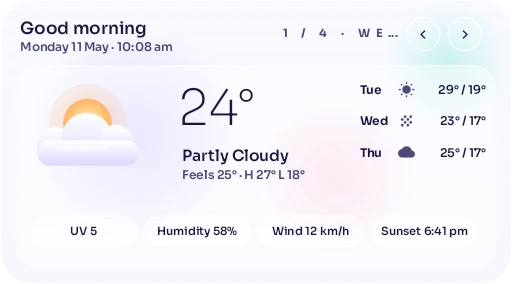 Good morning
Monday 11 May · 10:08 am
1 / 4 · WE...
24°
Partly Cloudy
Feels 25° · H 27° L 18°
Tue 29° / 19°
Wed 23° / 17°
Thu 25° / 17°
UV 5
Humidity 58%
Wind 12 km/h
Sunset 6:41 pm